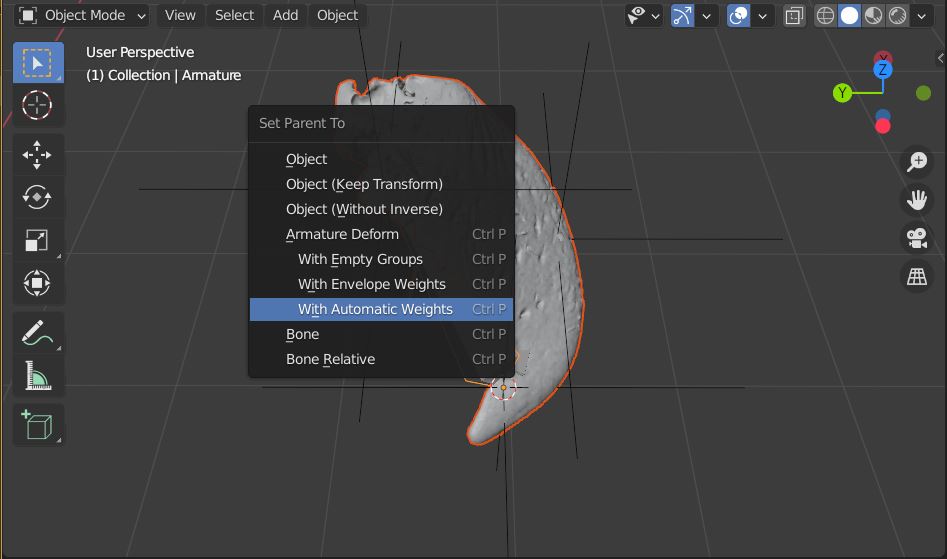 Object Mode View Select Add Object
User Perspective
(1) Collection | Armature
Z
Y
Set Parent To
Object
Object (Keep Transform)
Object (Without Inverse)
Armature Deform Ctrl P
With Empty Groups Ctrl P
With Envelope Weights Ctrl P
With Automatic Weights Ctrl P
Bone Ctrl P
Bone Relative Ctrl P